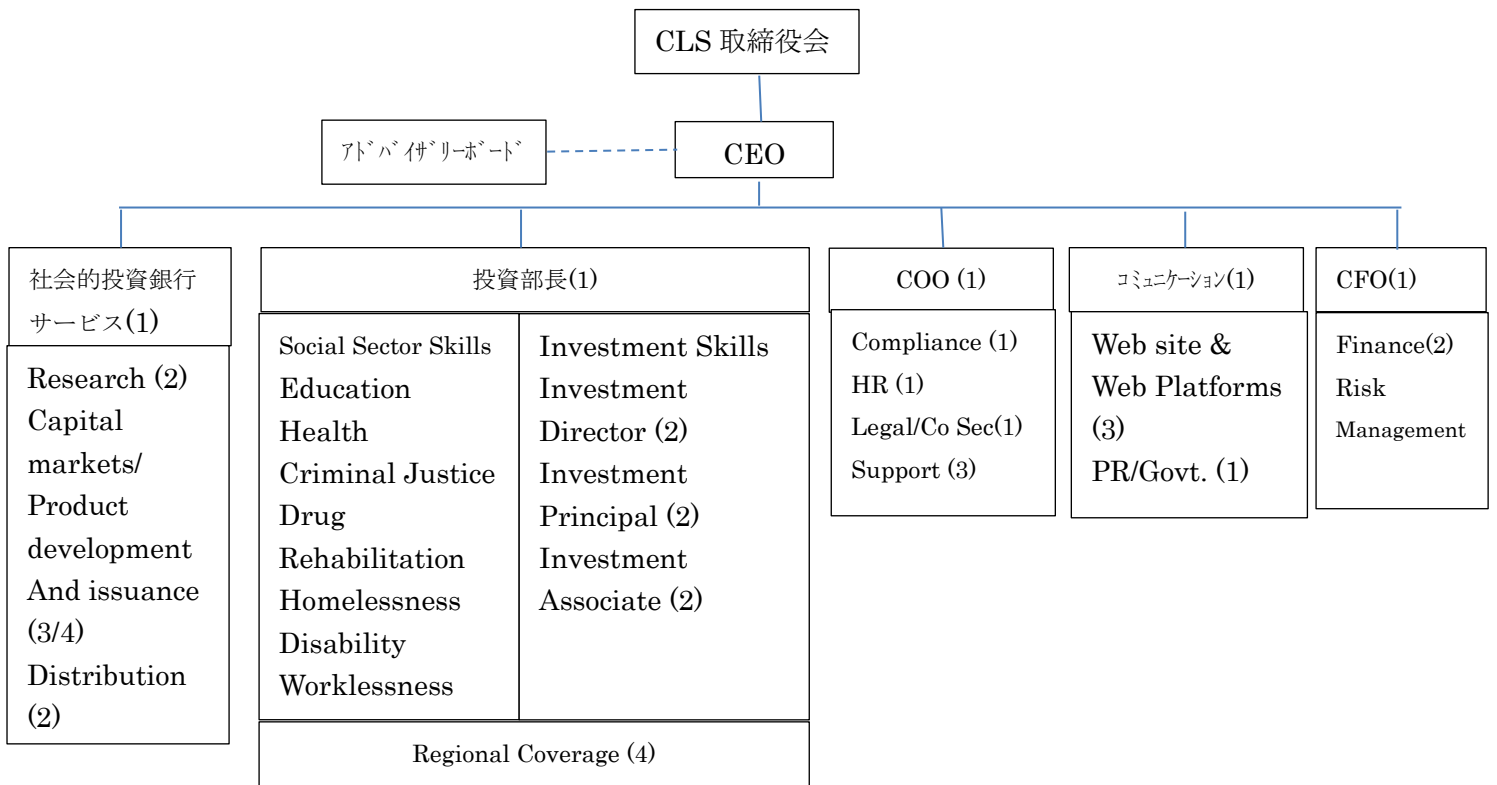 CLS 取締役会
ｱﾄﾞﾊﾞｲｻﾞﾘｰﾎﾞｰﾄﾞ
CEO
社会的投資銀行
サービス(1)
Research (2)
Capital
markets/
Product
development
And issuance
(3/4)
Distribution
(2)
投資部長(1)
Social Sector Skills
Education
Health
Criminal Justice
Drug
Rehabilitation
Homelessness
Disability
Worklessness
Investment Skills
Investment
Director (2)
Investment
Principal (2)
Investment
Associate (2)
Regional Coverage (4)
COO (1)
Compliance (1)
HR (1)
Legal/Co Sec(1)
Support (3)
ｺﾐｭﾆｹｰｼｮﾝ(1)
Web site &
Web Platforms
(3)
PR/Govt. (1)
CFO(1)
Finance(2)
Risk
Management